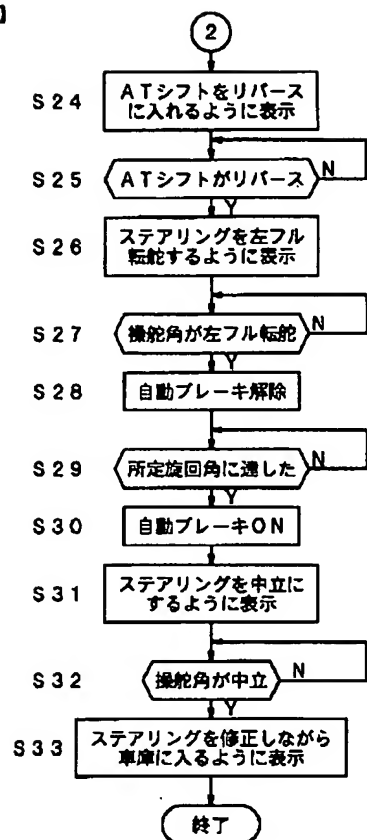 】
2
S24
ATシフトをリバース
に入れるように表示
S25
ATシフトがリバース
N
Y
S26
ステアリングを左フル
転舵するように表示
S27
操舵角が左フル転舵
N
Y
S28
自動ブレーキ解除
S29
所定旋回角に達した
N
Y
S30
自動ブレーキON
S31
ステアリングを中立に
するように表示
S32
操舵角が中立
N
Y
S33
ステアリングを修正しながら
車庫に入るように表示
終了